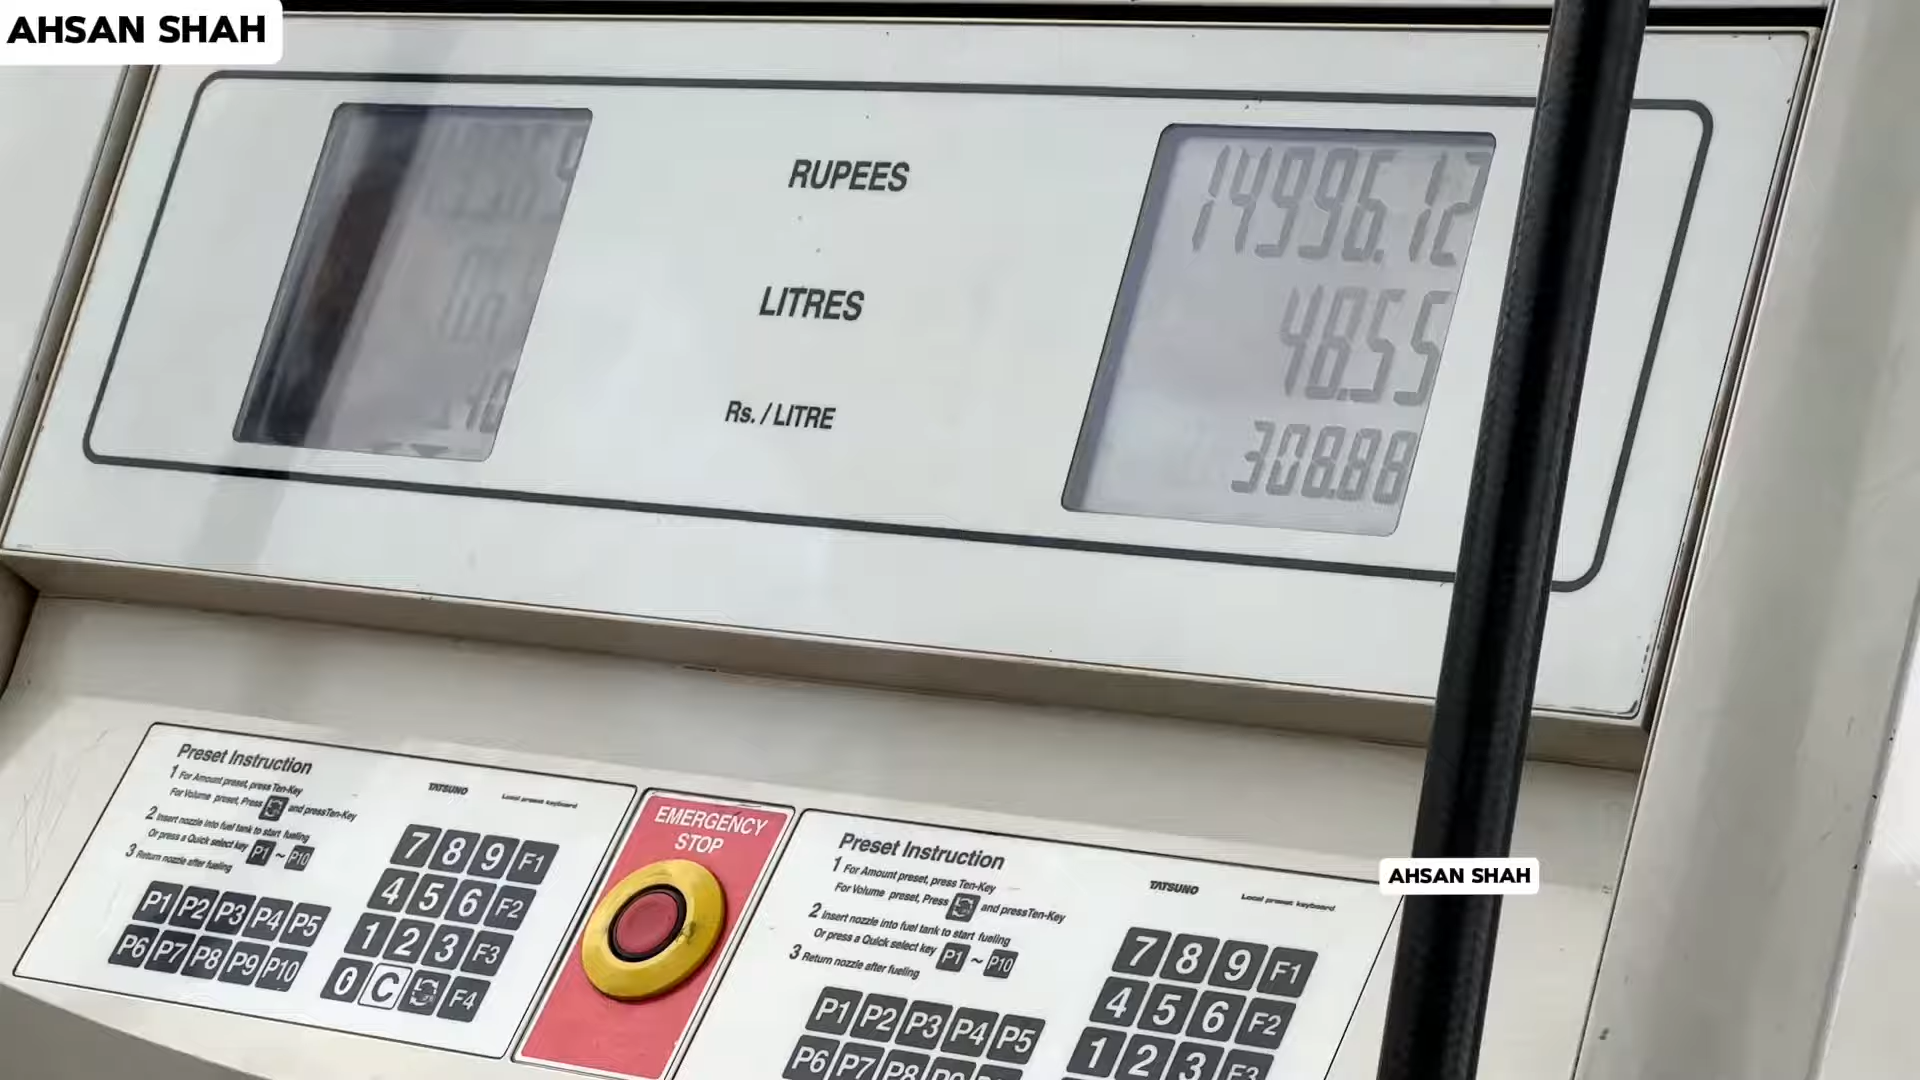 AHSAN SHAH
RUPEES
14996.12
LITRES
48.55
Rs. / LITRE
308.88
Preset Instruction
1 For Amount preset, press Ten-Key
For Volume preset, Press and pressTen-Key
2 Insert nozzle into fuel tank to start fueling
Or press a Quick select key P1 ~ P10
3 Return nozzle after fueling
TATSUNO
Local preset keyboard
P1 P2 P3 P4 P5
P6 P7 P8 P9 P10
7 8 9 F1
4 5 6 F2
1 2 3 F3
0 C F4
EMERGENCY
STOP
Preset Instruction
1 For Amount preset, press Ten-Key
For Volume preset, Press and pressTen-Key
2 Insert nozzle into fuel tank to start fueling
Or press a Quick select key P1 ~ P10
3 Return nozzle after fueling
TATSUNO
Local preset keyboard
P1 P2 P3 P4 P5
P6 P7 P8 P9
7 8 9 F1
4 5 6 F2
1 2 3 F3
AHSAN SHAH